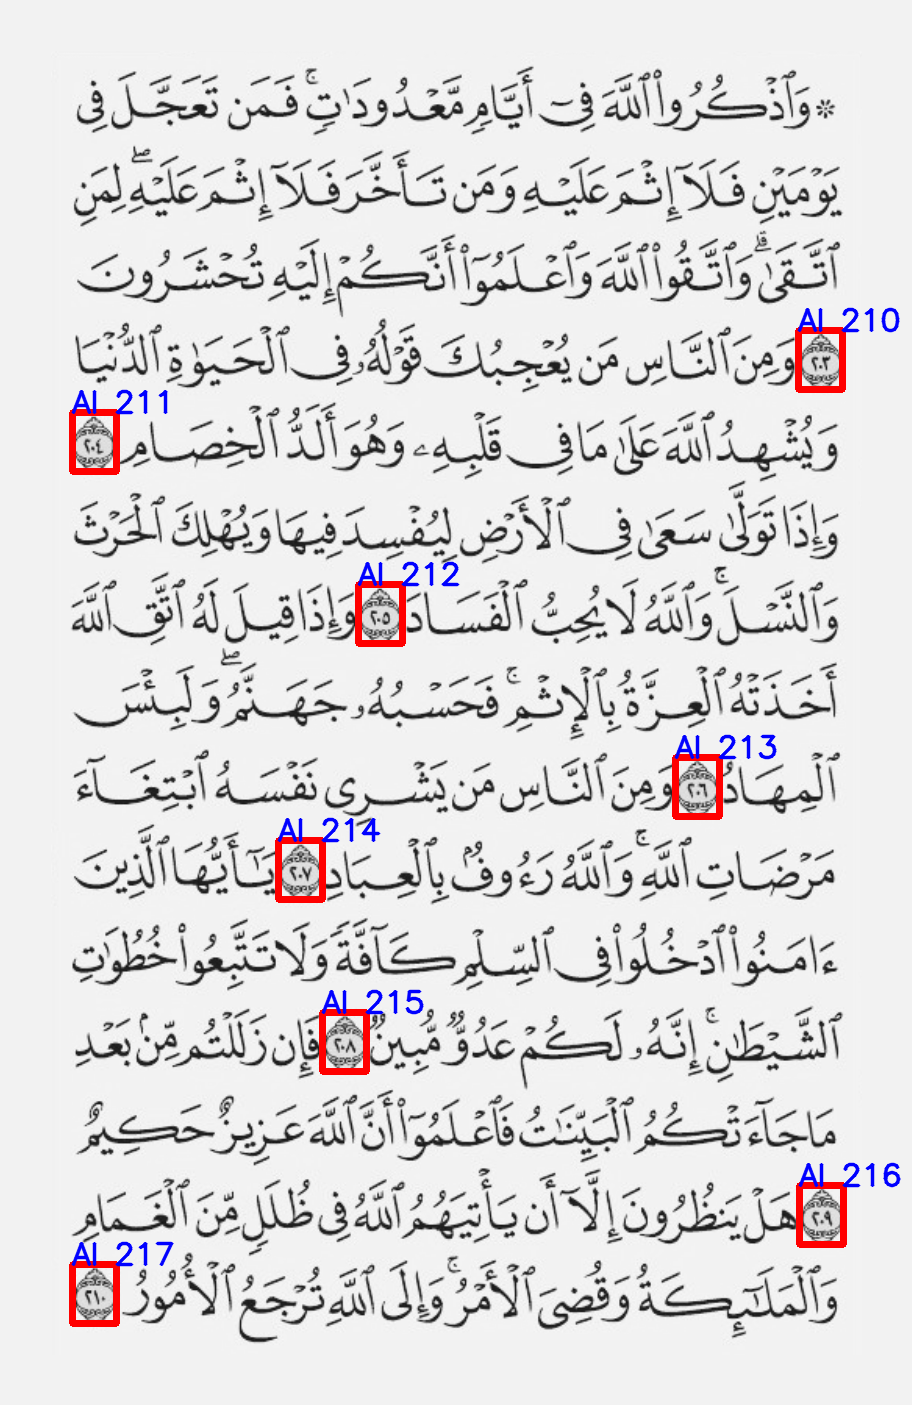 ۞ وَٱذْكُرُوا۟ ٱللَّهَ فِىٓ أَيَّامٍ مَّعْدُودَٰتٍ ۚ فَمَن تَعَجَّلَ فِى
يَوْمَيْنِ فَلَآ إِثْمَ عَلَيْهِ وَمَن تَأَخَّرَ فَلَآ إِثْمَ عَلَيْهِ ۖ لِمَنِ
ٱتَّقَىٰ ۗ وَٱتَّقُوا۟ ٱللَّهَ وَٱعْلَمُوٓا۟ أَنَّكُمْ إِلَيْهِ تُحْشَرُونَ
AI 210
٢٠٣ وَمِنَ ٱلنَّاسِ مَن يُعْجِبُكَ قَوْلُهُۥ فِى ٱلْحَيَوٰةِ ٱلدُّنْيَا
AI 211
وَيُشْهِدُ ٱللَّهَ عَلَىٰ مَا فِى قَلْبِهِۦ وَهُوَ أَلَدُّ ٱلْخِصَامِ ٢٠٤
وَإِذَا تَوَلَّىٰ سَعَىٰ فِى ٱلْأَرْضِ لِيُفْسِدَ فِيهَا وَيُهْلِكَ ٱلْحَرْثَ
AI 212
وَٱلنَّسْلَ ۗ وَٱللَّهُ لَا يُحِبُّ ٱلْفَسَادَ ٢٠٥ وَإِذَا قِيلَ لَهُ ٱتَّقِ ٱللَّهَ
أَخَذَتْهُ ٱلْعِزَّةُ بِٱلْإِثْمِ ۚ فَحَسْبُهُۥ جَهَنَّمُ ۖ وَلَبِئْسَ
AI 213
ٱلْمِهَادُ ٢٠٦ وَمِنَ ٱلنَّاسِ مَن يَشْرِى نَفْسَهُ ٱبْتِغَآءَ
AI 214
مَرْضَاتِ ٱللَّهِ ۗ وَٱللَّهُ رَءُوفٌۢ بِٱلْعِبَادِ ٢٠٧ يَٰٓأَيُّهَا ٱلَّذِينَ
ءَامَنُوا۟ ٱدْخُلُوا۟ فِى ٱلسِّلْمِ كَآفَّةً وَلَا تَتَّبِعُوا۟ خُطُوَٰتِ
AI 215
ٱلشَّيْطَٰنِ ۚ إِنَّهُۥ لَكُمْ عَدُوٌّ مُّبِينٌ ٢٠٨ فَإِن زَلَلْتُم مِّنۢ بَعْدِ
مَا جَآءَتْكُمُ ٱلْبَيِّنَٰتُ فَٱعْلَمُوٓا۟ أَنَّ ٱللَّهَ عَزِيزٌ حَكِيمٌ
AI 216
٢٠٩ هَلْ يَنظُرُونَ إِلَّآ أَن يَأْتِيَهُمُ ٱللَّهُ فِى ظُلَلٍ مِّنَ ٱلْغَمَامِ
AI 217
وَٱلْمَلَٰٓئِكَةُ وَقُضِىَ ٱلْأَمْرُ ۚ وَإِلَى ٱللَّهِ تُرْجَعُ ٱلْأُمُورُ ٢١٠